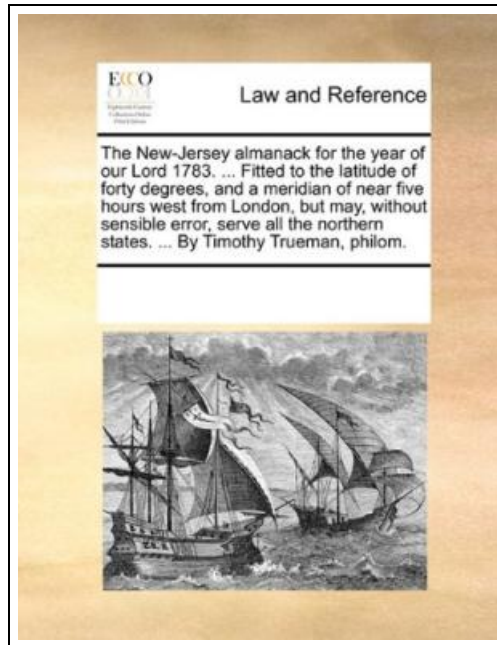 ECCO
Law and Reference
The New-Jersey almanack for the year of
our Lord 1783. ... Fitted to the latitude of
forty degrees, and a meridian of near five
hours west from London, but may, without
sensible error, serve all the northern
states. ... By Timothy Trueman, philom.